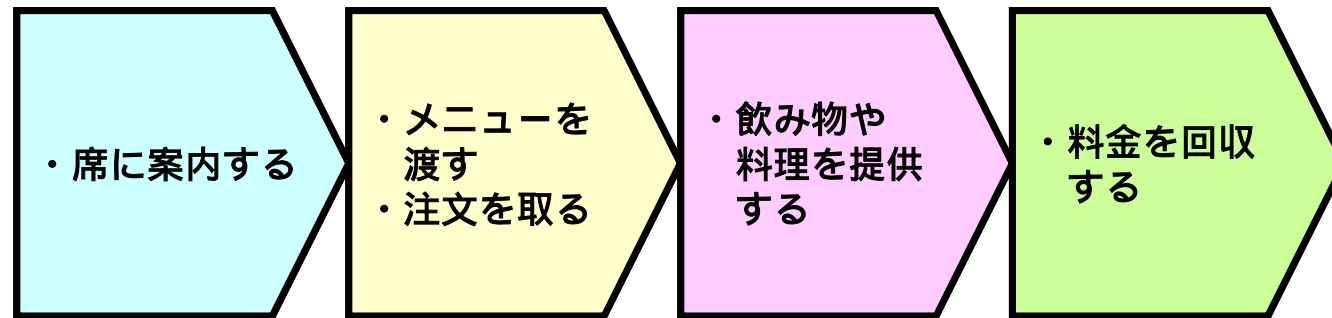 ・席に案内する
・メニューを
渡す
・注文を取る
・飲み物や
料理を提供
する
・料金を回収
する